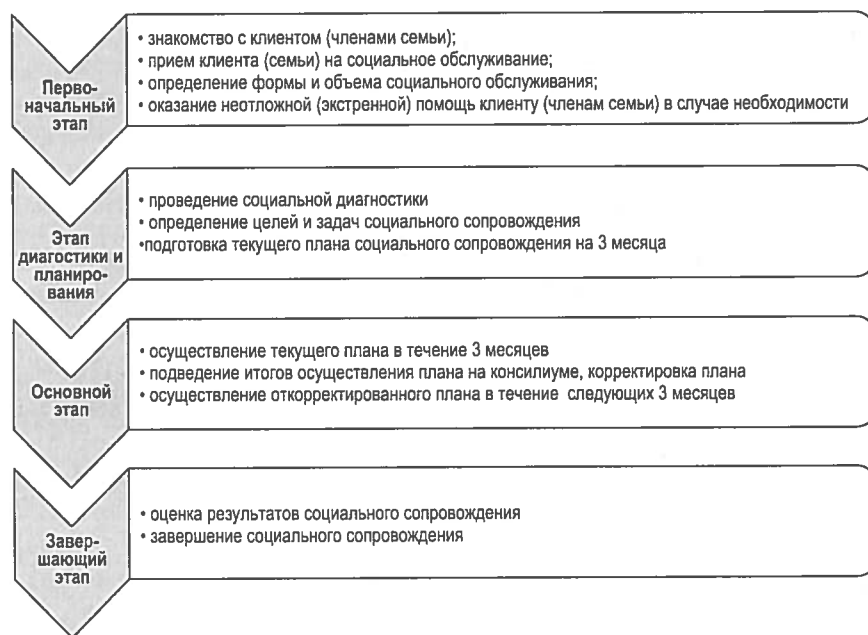 Перво-
начальный
этап
• знакомство с клиентом (членами семьи);
• прием клиента (семьи) на социальное обслуживание;
• определение формы и объема социального обслуживания;
• оказание неотложной (экстренной) помощь клиенту (членам семьи) в случае необходимости
Этап
диагостики и
планиро-
вания
• проведение социальной диагностики
• определение целей и задач социального сопровождения
•подготовка текущего плана социального сопровождения на 3 месяца
Основной
этап
• осуществление текущего плана в течение 3 месяцев
• подведение итогов осуществления плана на консилиуме, корректировка плана
• осуществление откорректированного плана в течение следующих 3 месяцев
Завер-
шающий
этап
• оценка результатов социального сопровождения
• завершение социального сопровождения